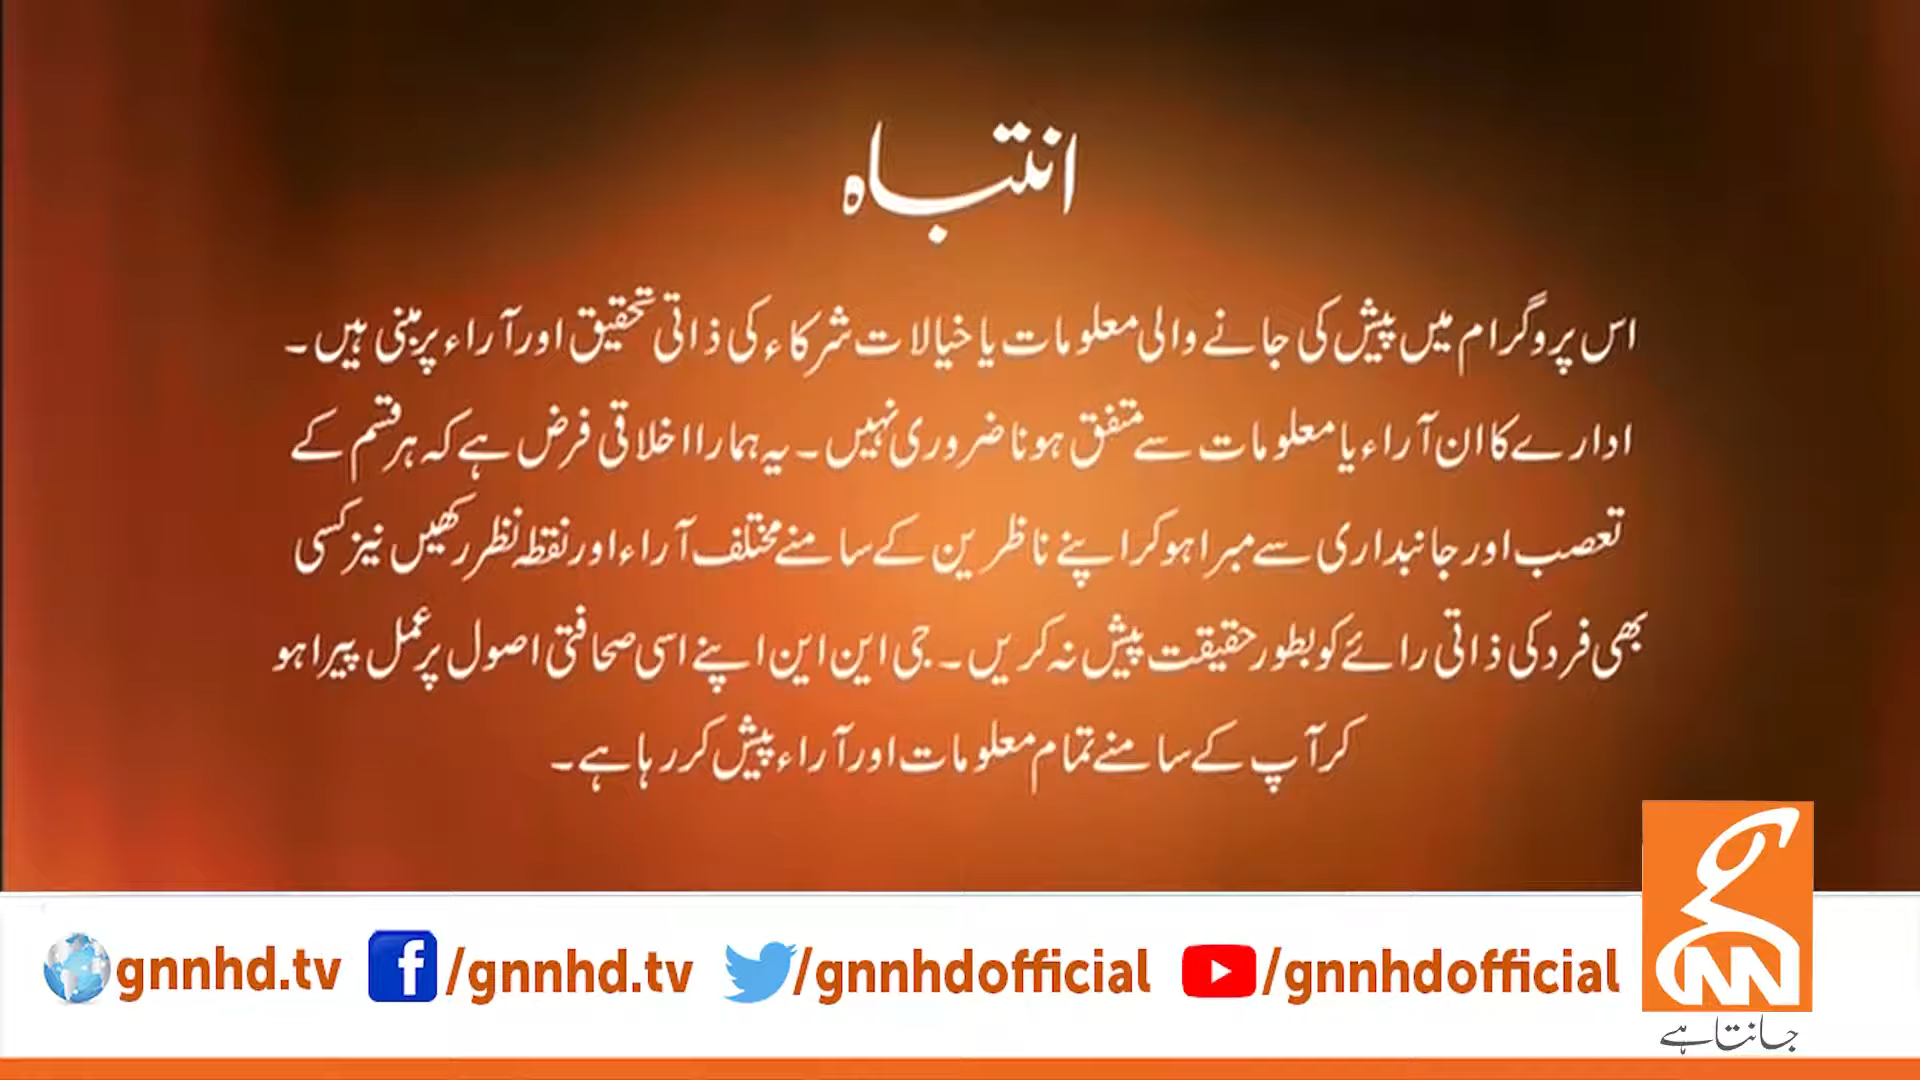 انتباہ
اس پروگرام میں پیش کی جانے والی معلومات یا خیالات شرکاء کی ذاتی تحقیق اور آراء پر مبنی ہیں۔
ادارے کا ان آراء یا معلومات سے متفق ہونا ضروری نہیں۔ یہ ہمارا اخلاقی فرض ہے کہ ہر قسم کے
تعصب اور جانبداری سے مبرا ہو کر اپنے ناظرین کے سامنے مختلف آراء اور نقطہ نظر رکھیں نیز کسی
بھی فرد کی ذاتی رائے کو بطور حقیقت پیش نہ کریں۔ جی این این اپنے اسی صحافتی اصول پر عمل پیرا ہو
کر آپ کے سامنے تمام معلومات اور آراء پیش کر رہا ہے۔
gnnhd.tv /gnnhd.tv /gnnhdofficial /gnnhdofficial
GNN
جانتا ہے